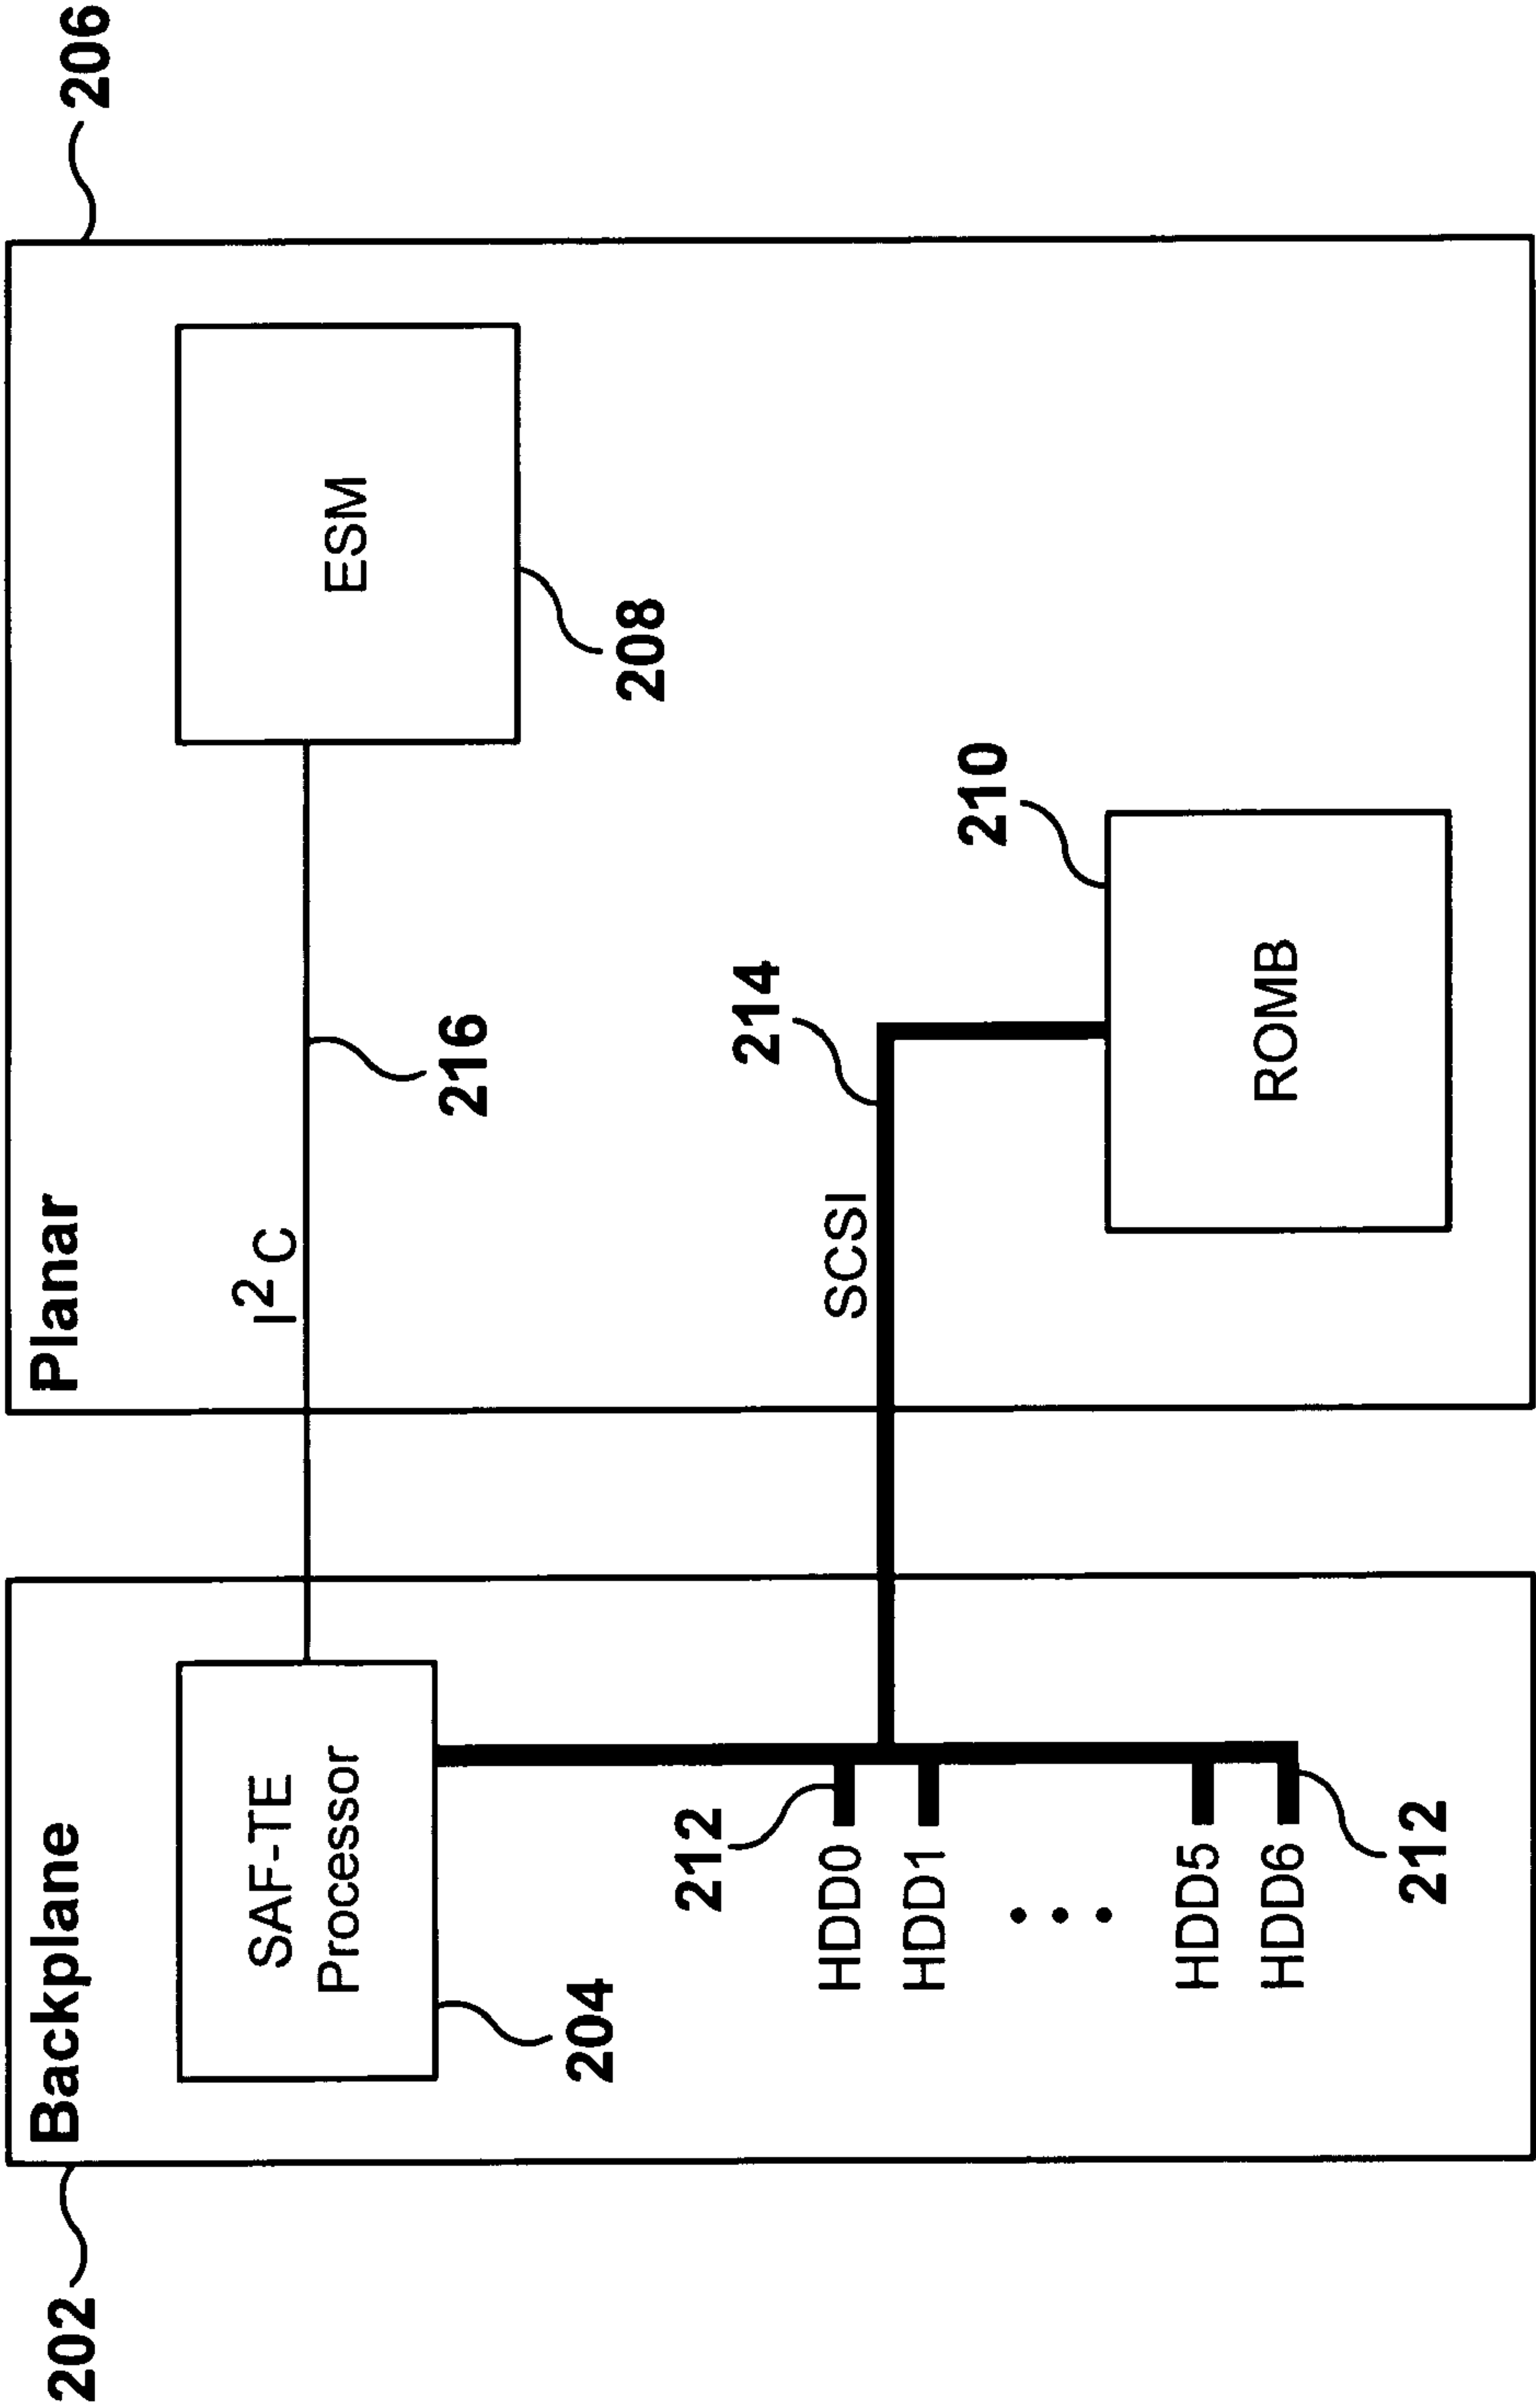 202
Backplane
Planar
206
SAF-TE
Processor
204
I²C
216
ESM
208
212
HDD0
HDD1
HDD5
HDD6
212
SCSI
214
210
ROMB